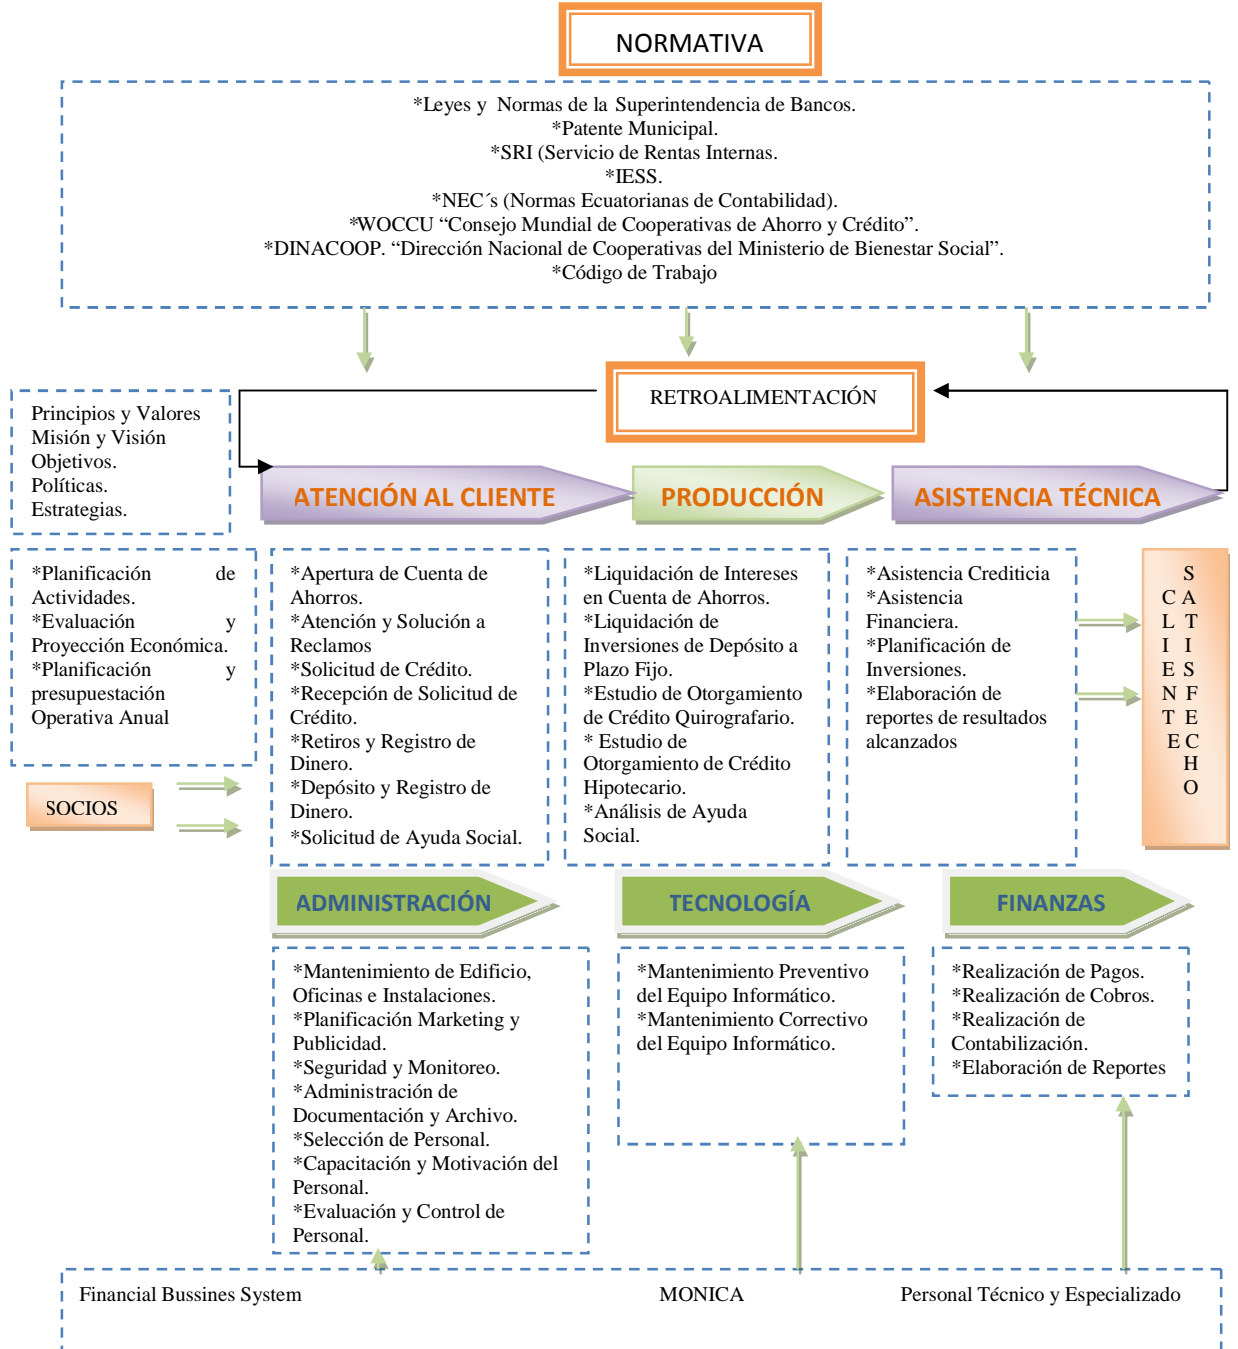 NORMATIVA
*Leyes y Normas de la Superintendencia de Bancos.
*Patente Municipal.
*SRI (Servicio de Rentas Internas.
*IESS.
*NEC´s (Normas Ecuatorianas de Contabilidad).
*WOCCU “Consejo Mundial de Cooperativas de Ahorro y Crédito”.
*DINACOOP. “Dirección Nacional de Cooperativas del Ministerio de Bienestar Social”.
*Código de Trabajo
RETROALIMENTACIÓN
Principios y Valores
Misión y Visión
Objetivos.
Políticas.
Estrategias.
ATENCIÓN AL CLIENTE
PRODUCCIÓN
ASISTENCIA TÉCNICA
*Planificación de
Actividades.
*Evaluación y
Proyección Económica.
*Planificación y
presupuestación
Operativa Anual
SOCIOS
*Apertura de Cuenta de
Ahorros.
*Atención y Solución a
Reclamos
*Solicitud de Crédito.
*Recepción de Solicitud de
Crédito.
*Retiros y Registro de
Dinero.
*Depósito y Registro de
Dinero.
*Solicitud de Ayuda Social.
*Liquidación de Intereses
en Cuenta de Ahorros.
*Liquidación de
Inversiones de Depósito a
Plazo Fijo.
*Estudio de Otorgamiento
de Crédito Quirografario.
* Estudio de
Otorgamiento de Crédito
Hipotecario.
*Análisis de Ayuda
Social.
*Asistencia Crediticia
*Asistencia
Financiera.
*Planificación de
Inversiones.
*Elaboración de
reportes de resultados
alcanzados
CLIENTE
SATISFECHO
ADMINISTRACIÓN
TECNOLOGÍA
FINANZAS
*Mantenimiento de Edificio,
Oficinas e Instalaciones.
*Planificación Marketing y
Publicidad.
*Seguridad y Monitoreo.
*Administración de
Documentación y Archivo.
*Selección de Personal.
*Capacitación y Motivación del
Personal.
*Evaluación y Control de
Personal.
*Mantenimiento Preventivo
del Equipo Informático.
*Mantenimiento Correctivo
del Equipo Informático.
*Realización de Pagos.
*Realización de Cobros.
*Realización de
Contabilización.
*Elaboración de Reportes
Financial Bussines System
MONICA
Personal Técnico y Especializado